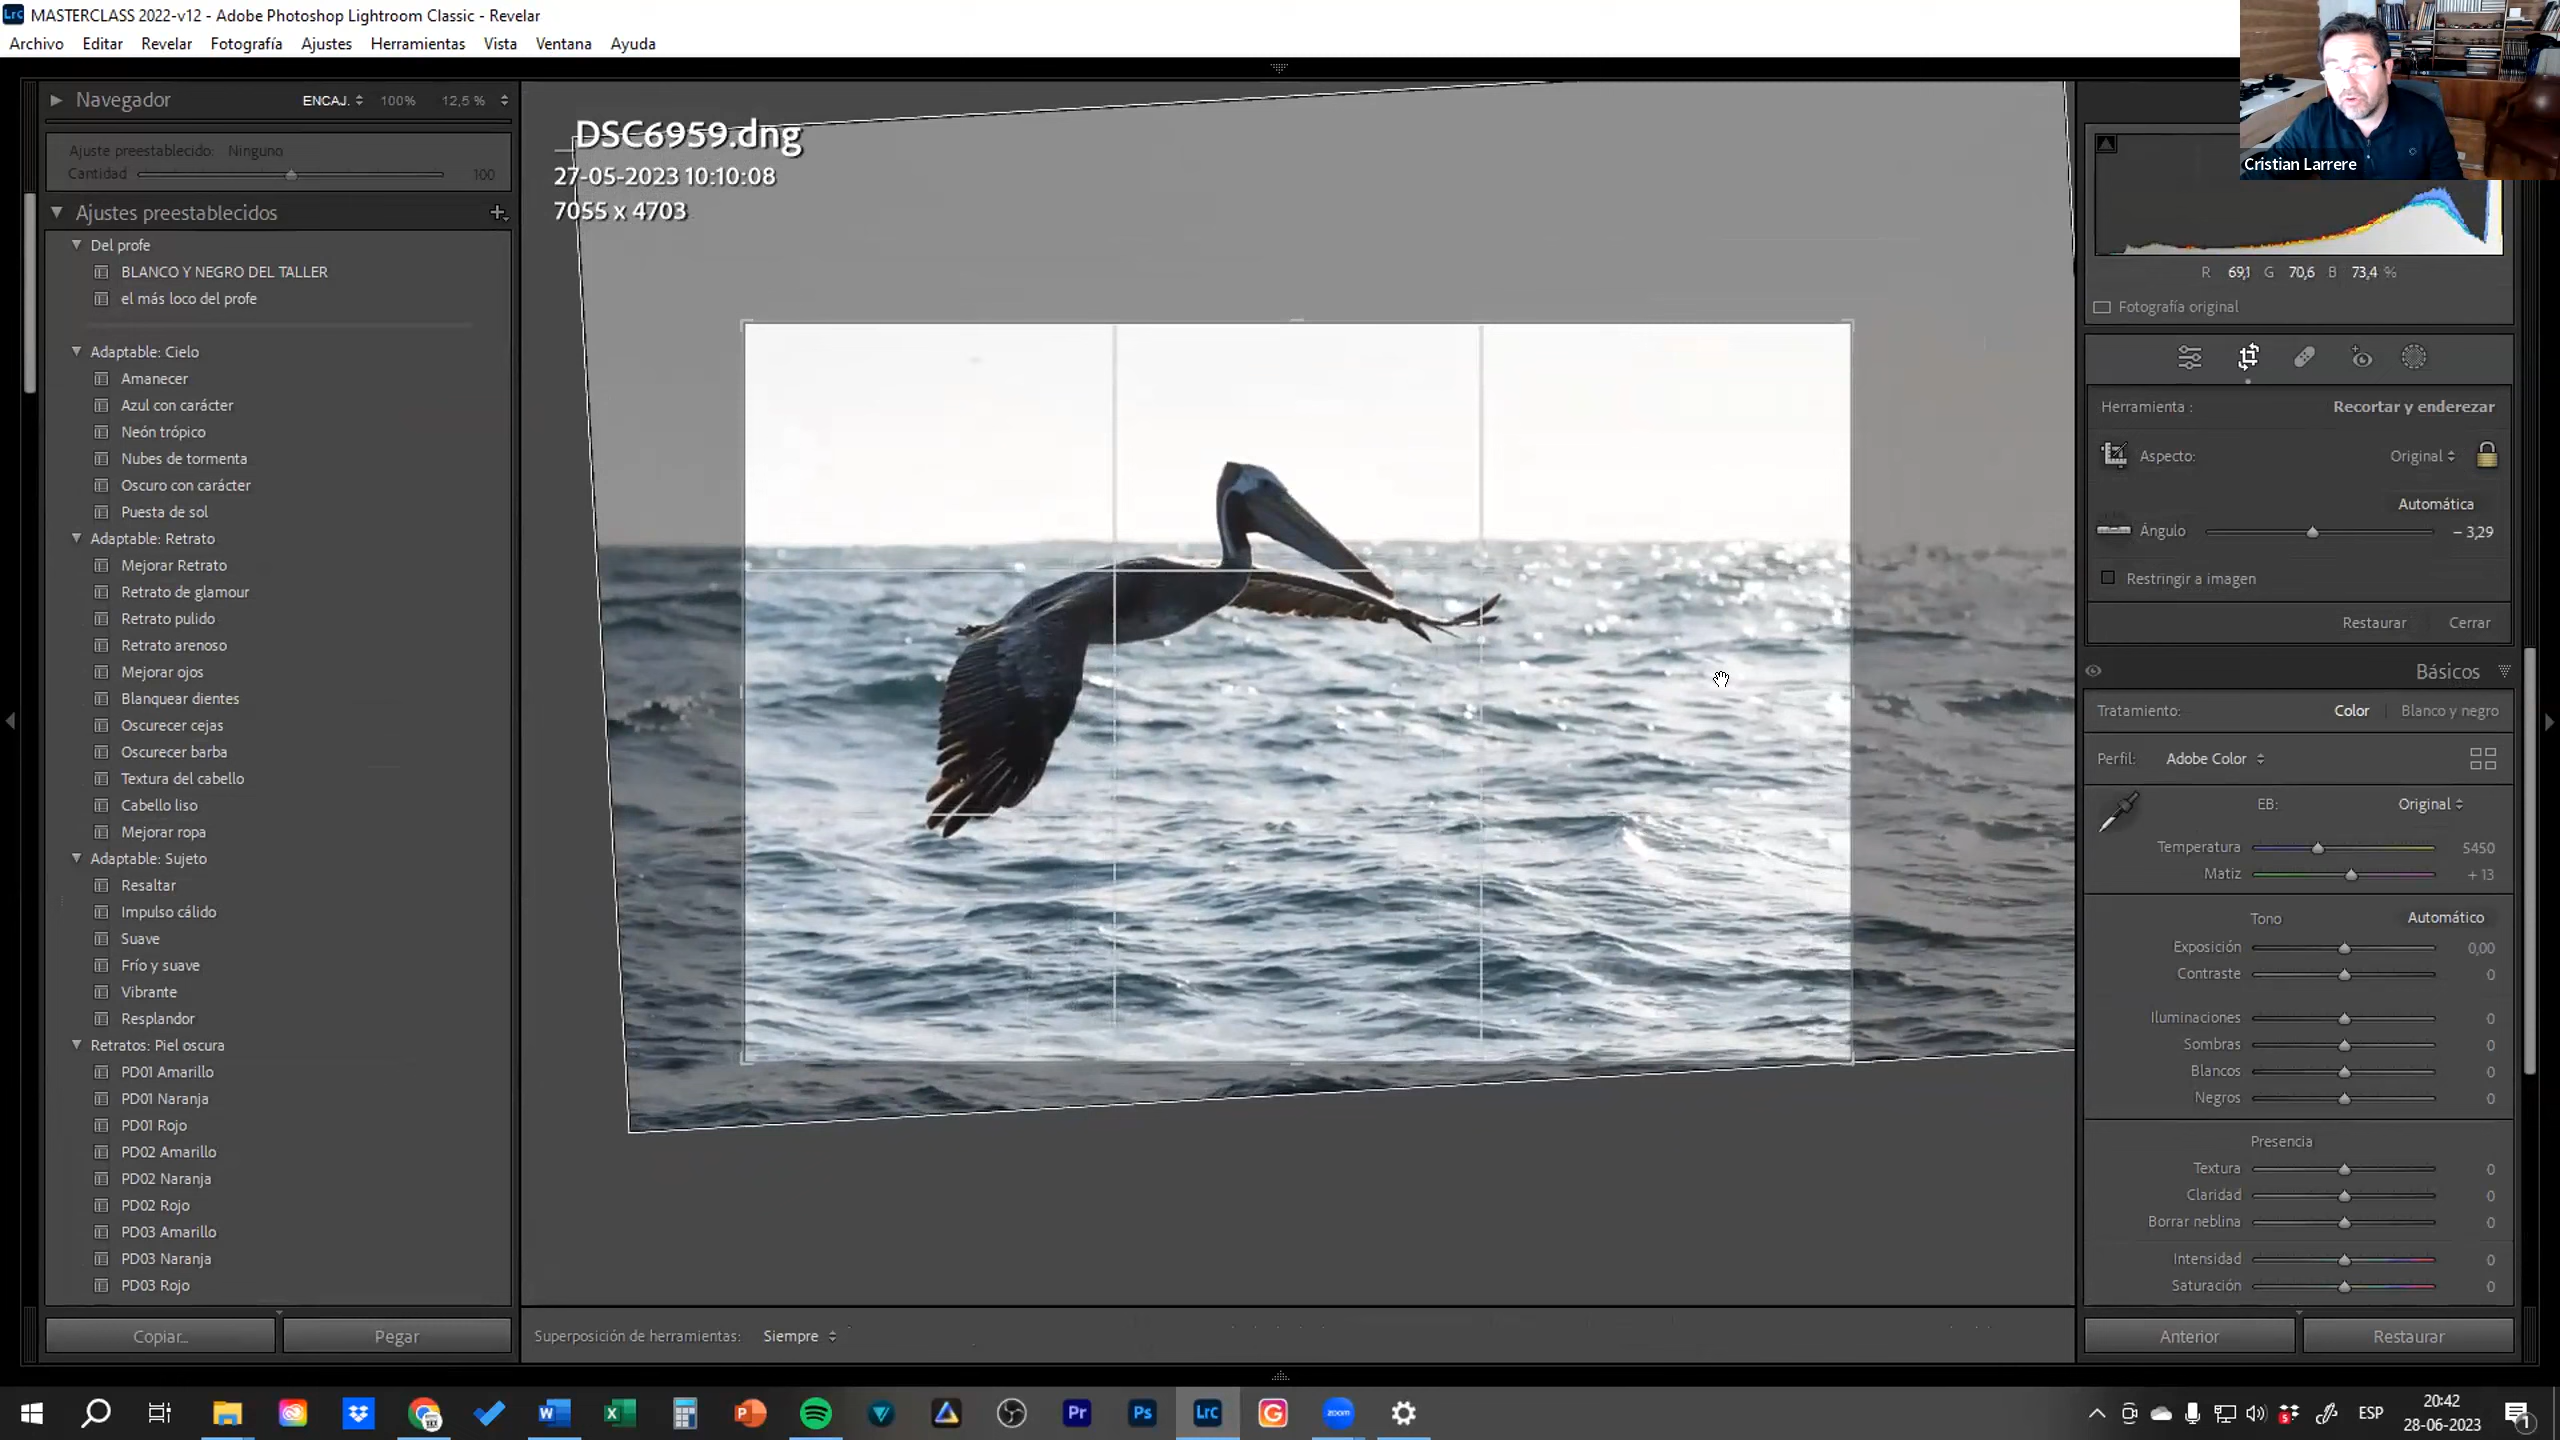 MASTERCLASS 2022-v12 - Adobe Photoshop Lightroom Classic - Revelar
Archivo Editar Revelar Fotografía Ajustes Herramientas Vista Ventana Ayuda
Navegador ENCAJ. 100% 12,5 %
Ajuste preestablecido: Ninguno
Cantidad 100
Ajustes preestablecidos
Del profe
BLANCO Y NEGRO DEL TALLER
el más loco del profe
Adaptable: Cielo
Amanecer
Azul con carácter
Neón trópico
Nubes de tormenta
Oscuro con carácter
Puesta de sol
Adaptable: Retrato
Mejorar Retrato
Retrato de glamour
Retrato pulido
Retrato arenoso
Mejorar ojos
Blanquear dientes
Oscurecer cejas
Oscurecer barba
Textura del cabello
Cabello liso
Mejorar ropa
Adaptable: Sujeto
Resaltar
Impulso cálido
Suave
Frío y suave
Vibrante
Resplandor
Retratos: Piel oscura
PD01 Amarillo
PD01 Naranja
PD01 Rojo
PD02 Amarillo
PD02 Naranja
PD02 Rojo
PD03 Amarillo
PD03 Naranja
PD03 Rojo
Copiar... Pegar
_DSC6959.dng
27-05-2023 10:10:08
7055 x 4703
Superposición de herramientas: Siempre
Cristian Larrere
R 69,1 G 70,6 B 73,4 %
Fotografía original
Herramienta : Recortar y enderezar
Aspecto: Original
Automática
Ángulo – 3,29
Restringir a imagen
Restaurar Cerrar
Básicos
Tratamiento: Color Blanco y negro
Perfil: Adobe Color
EB: Original
Temperatura 5450
Matiz + 13
Tono Automático
Exposición 0,00
Contraste 0
Iluminaciones 0
Sombras 0
Blancos 0
Negros 0
Presencia
Textura 0
Claridad 0
Borrar neblina 0
Intensidad 0
Saturación 0
Anterior Restaurar
Pr Ps LrC zoom
ESP 20:42
28-06-2023